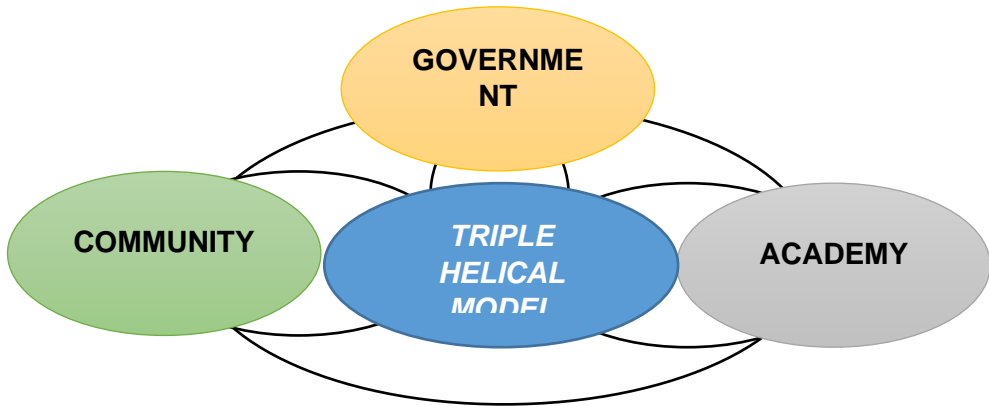 GOVERNME
NT
COMMUNITY
TRIPLE
HELICAL
MODEL
ACADEMY